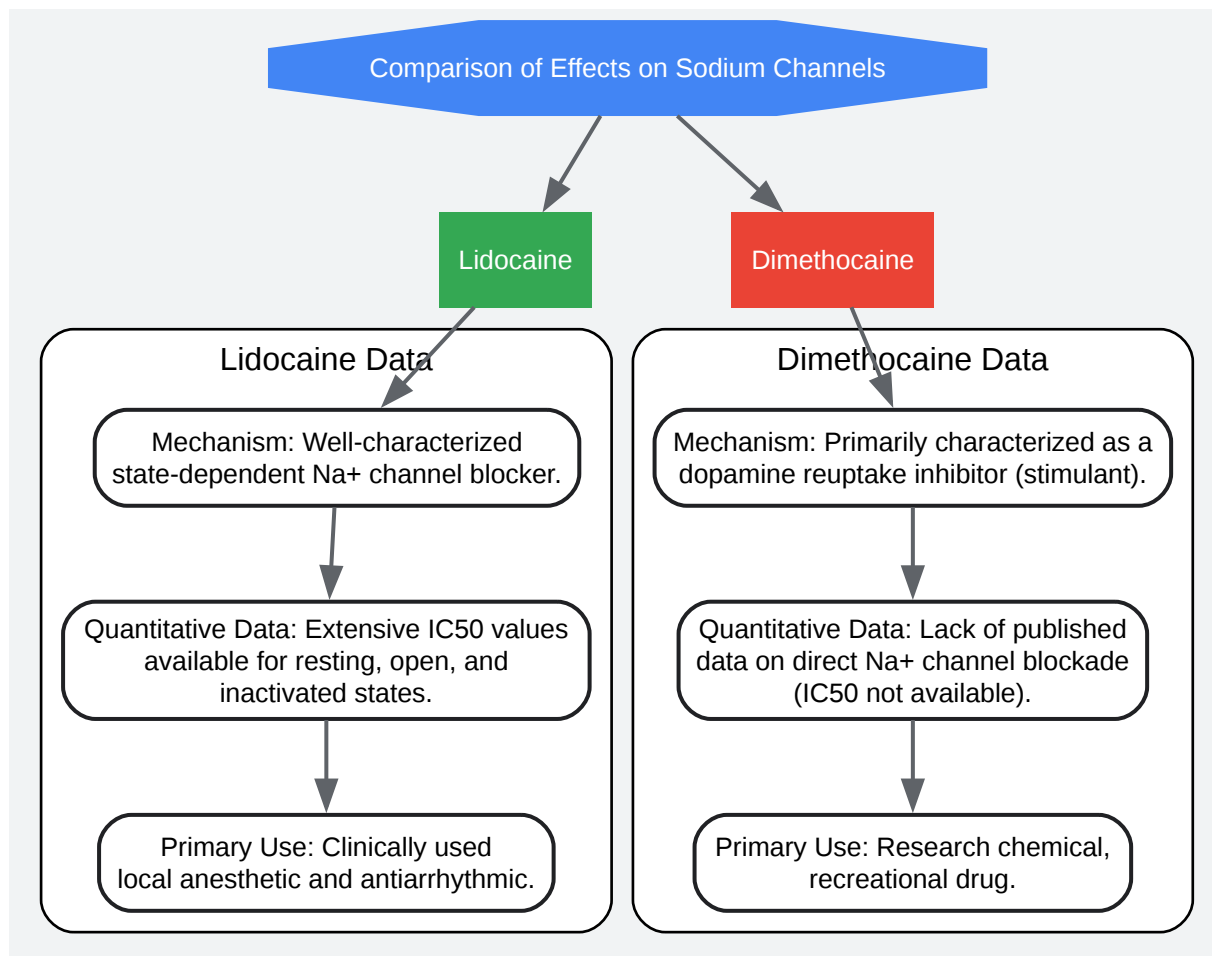 Comparison of Effects on Sodium Channels
Lidocaine
Dimethocaine
Lidocaine Data
Mechanism: Well-characterized
state-dependent Na+ channel blocker.
Quantitative Data: Extensive IC50 values
available for resting, open, and
inactivated states.
Primary Use: Clinically used
local anesthetic and antiarrhythmic.
Dimethocaine Data
Mechanism: Primarily characterized as a
dopamine reuptake inhibitor (stimulant).
Quantitative Data: Lack of published
data on direct Na+ channel blockade
(IC50 not available).
Primary Use: Research chemical,
recreational drug.